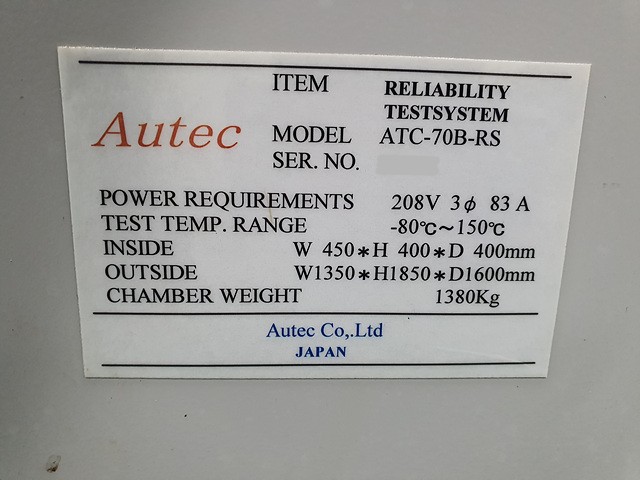 ITEM RELIABILITY
TESTSYSTEM
Autec
MODEL ATC-70B-RS
SER. NO.
POWER REQUIREMENTS 208V 3ϕ 83 A
TEST TEMP. RANGE -80℃～150℃
INSIDE W 450*H 400*D 400mm
OUTSIDE W1350*H1850*D1600mm
CHAMBER WEIGHT 1380Kg
Autec Co,.Ltd
JAPAN